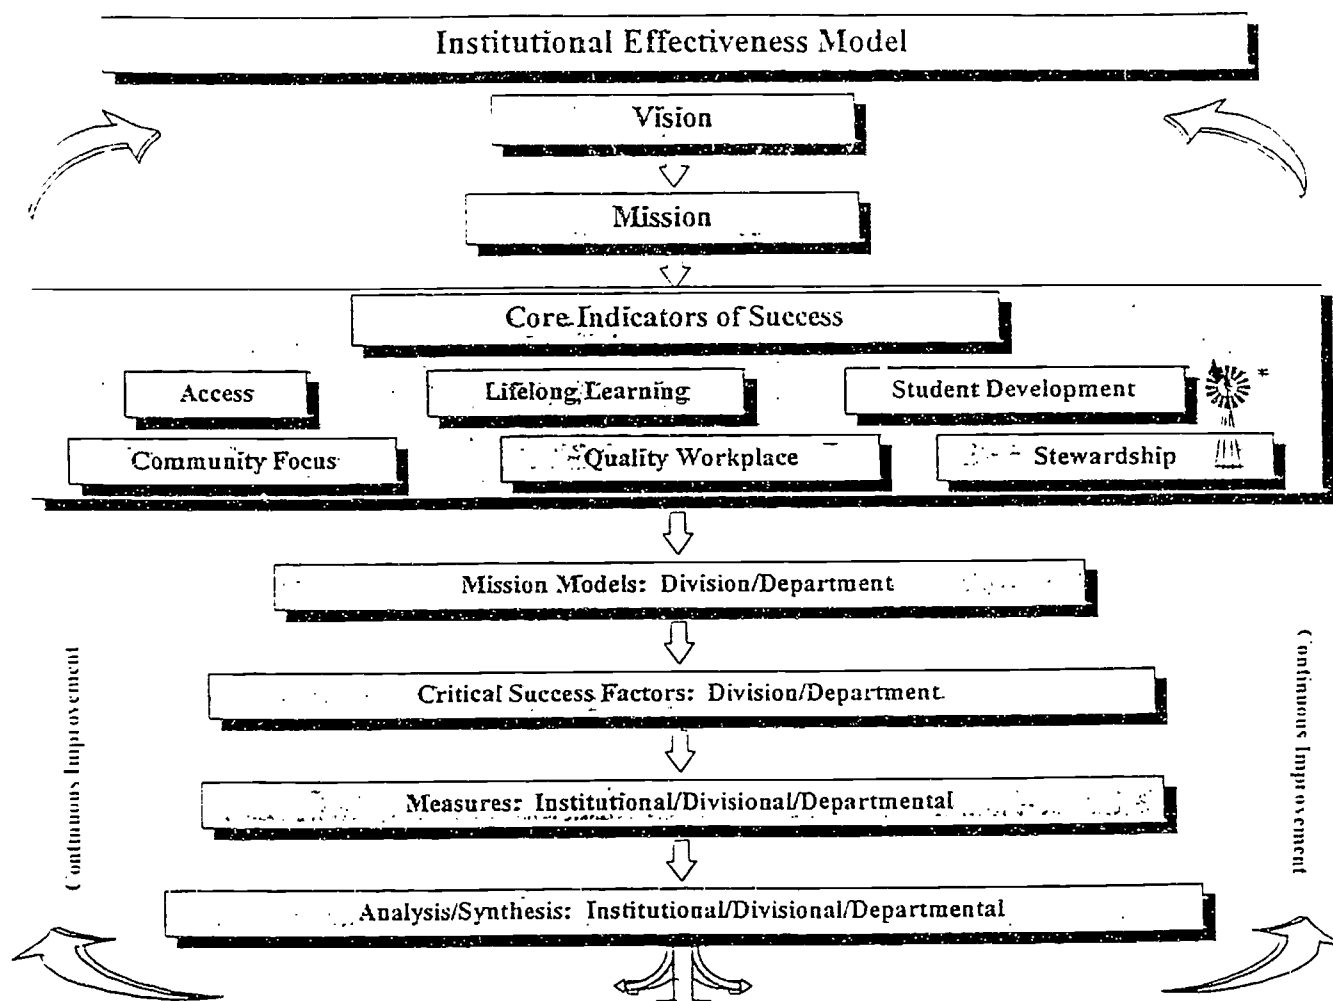 Institutional Effectiveness Model
Vision
Mission
Core Indicators of Success
Access
Lifelong Learning
Student Development
*
Community Focus
Quality Workplace
Stewardship
Mission Models: Division/Department
Critical Success Factors: Division/Department
Measures: Institutional/Divisional/Departmental
Analysis/Synthesis: Institutional/Divisional/Departmental
Continuous Improvement
Continuous Improvement